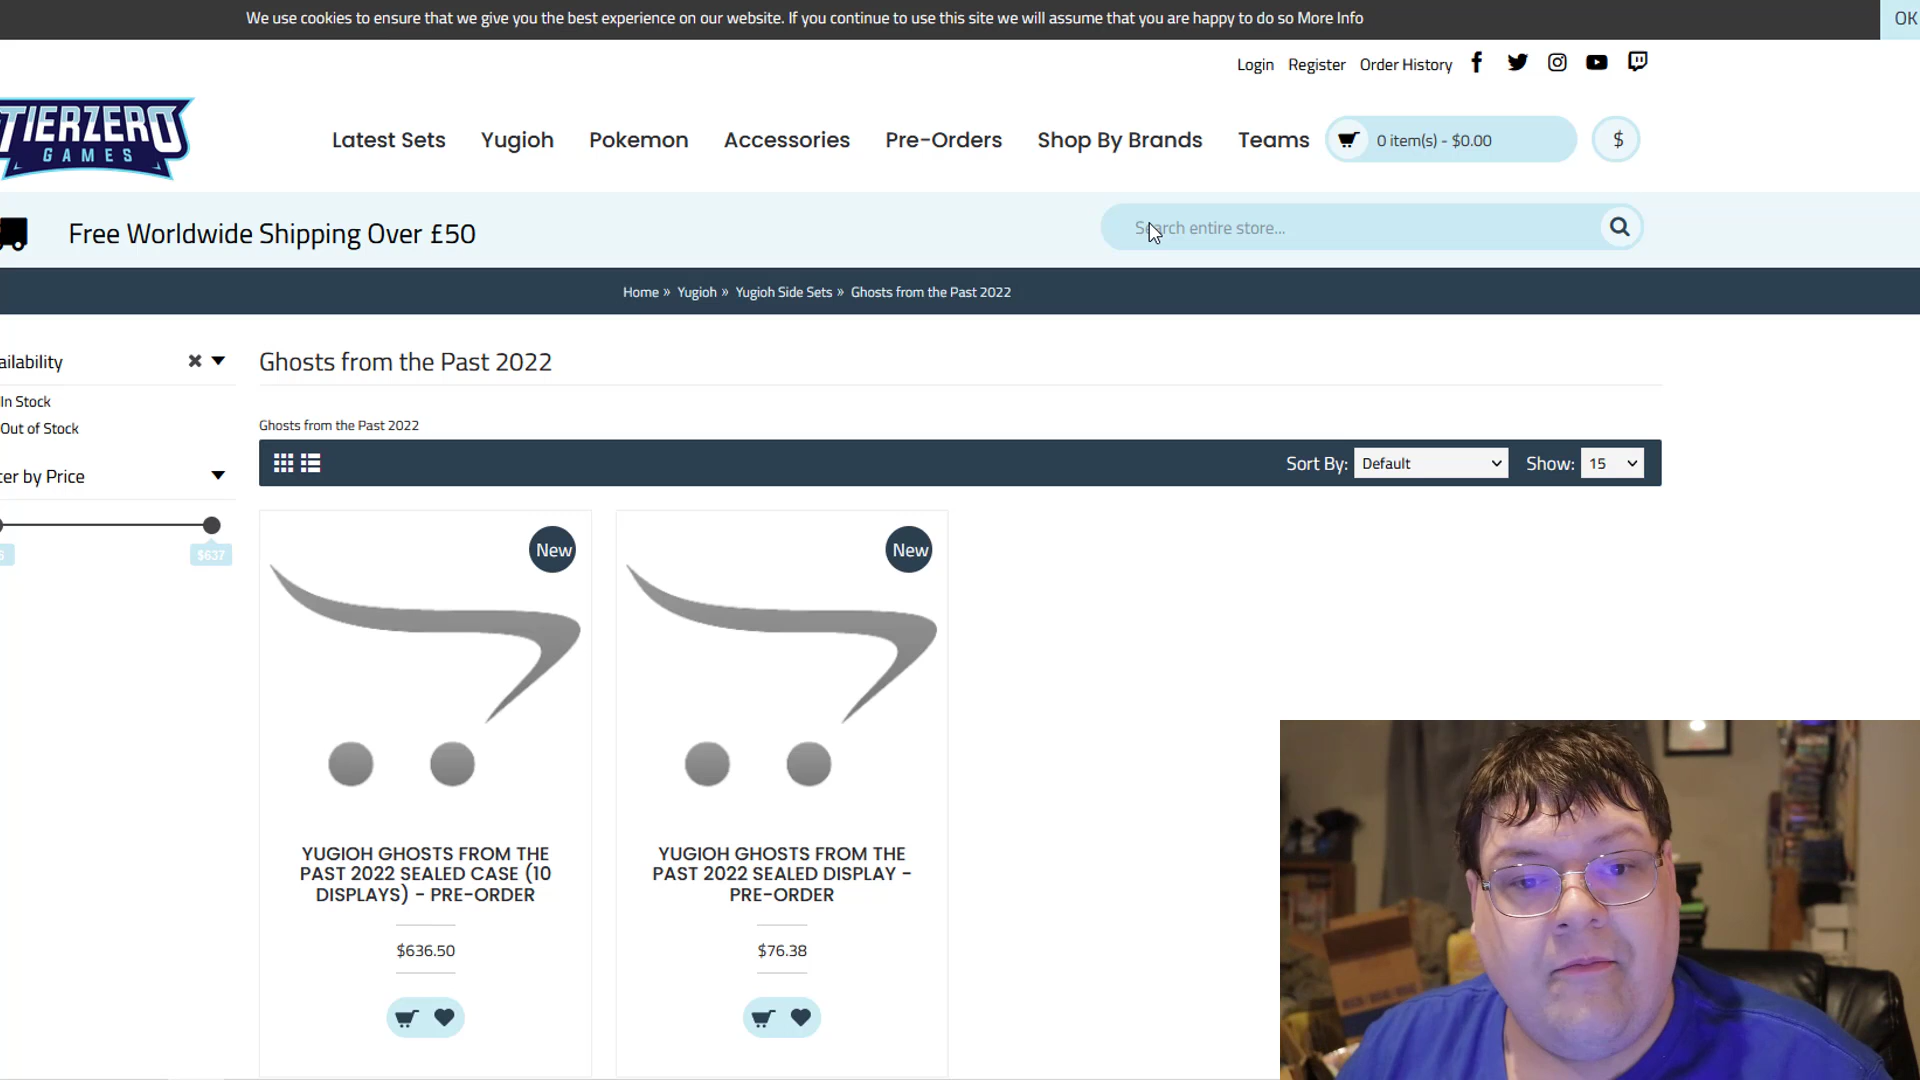 We use cookies to ensure that we give you the best experience on our website. If you continue to use this site we will assume that you are happy to do so More Info
OK
Login Register Order History
TIERZERO
GAMES
Latest Sets Yugioh Pokemon Accessories Pre-Orders Shop By Brands Teams 0 item(s) - $0.00 $
Free Worldwide Shipping Over £50
Search entire store...
Home » Yugioh » Yugioh Side Sets » Ghosts from the Past 2022
ailability
Ghosts from the Past 2022
In Stock
Out of Stock
Ghosts from the Past 2022
Sort By: Default Show: 15
ter by Price
$637
New
New
YUGIOH GHOSTS FROM THE
PAST 2022 SEALED CASE (10
DISPLAYS) - PRE-ORDER
$636.50
YUGIOH GHOSTS FROM THE
PAST 2022 SEALED DISPLAY -
PRE-ORDER
$76.38